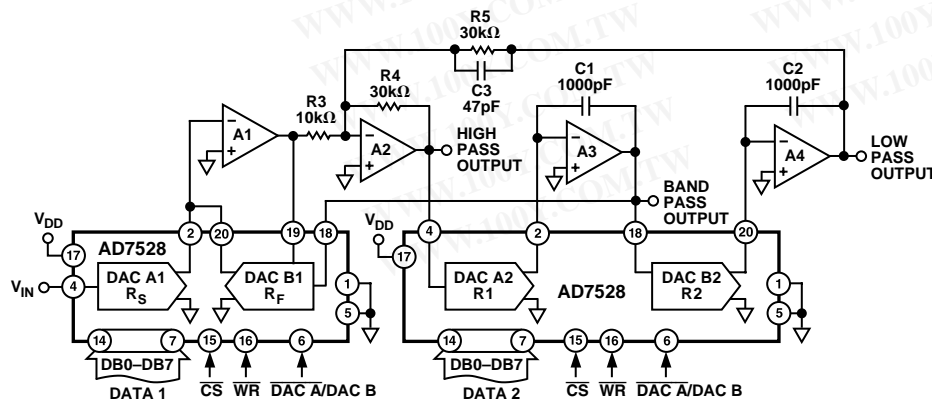 WWW.100Y.COM.TW
R5
30kΩ
C3
47pF
R4
30kΩ
R3
10kΩ
C1
1000pF
C2
1000pF
A1
A2
A3
A4
HIGH
PASS
OUTPUT
BAND
PASS
OUTPUT
LOW
PASS
OUTPUT
VDD
17
2
20
19
18
AD7528
VIN
4
DAC A1
RS
DAC B1
RF
1
5
14
7
15
16
6
DB0–DB7
DATA 1
CS
WR
DAC A/DAC B
VDD
17
4
2
18
20
DAC A2
R1
AD7528
DAC B2
R2
1
5
14
7
15
16
6
DB0–DB7
DATA 2
CS
WR
DAC A/DAC B